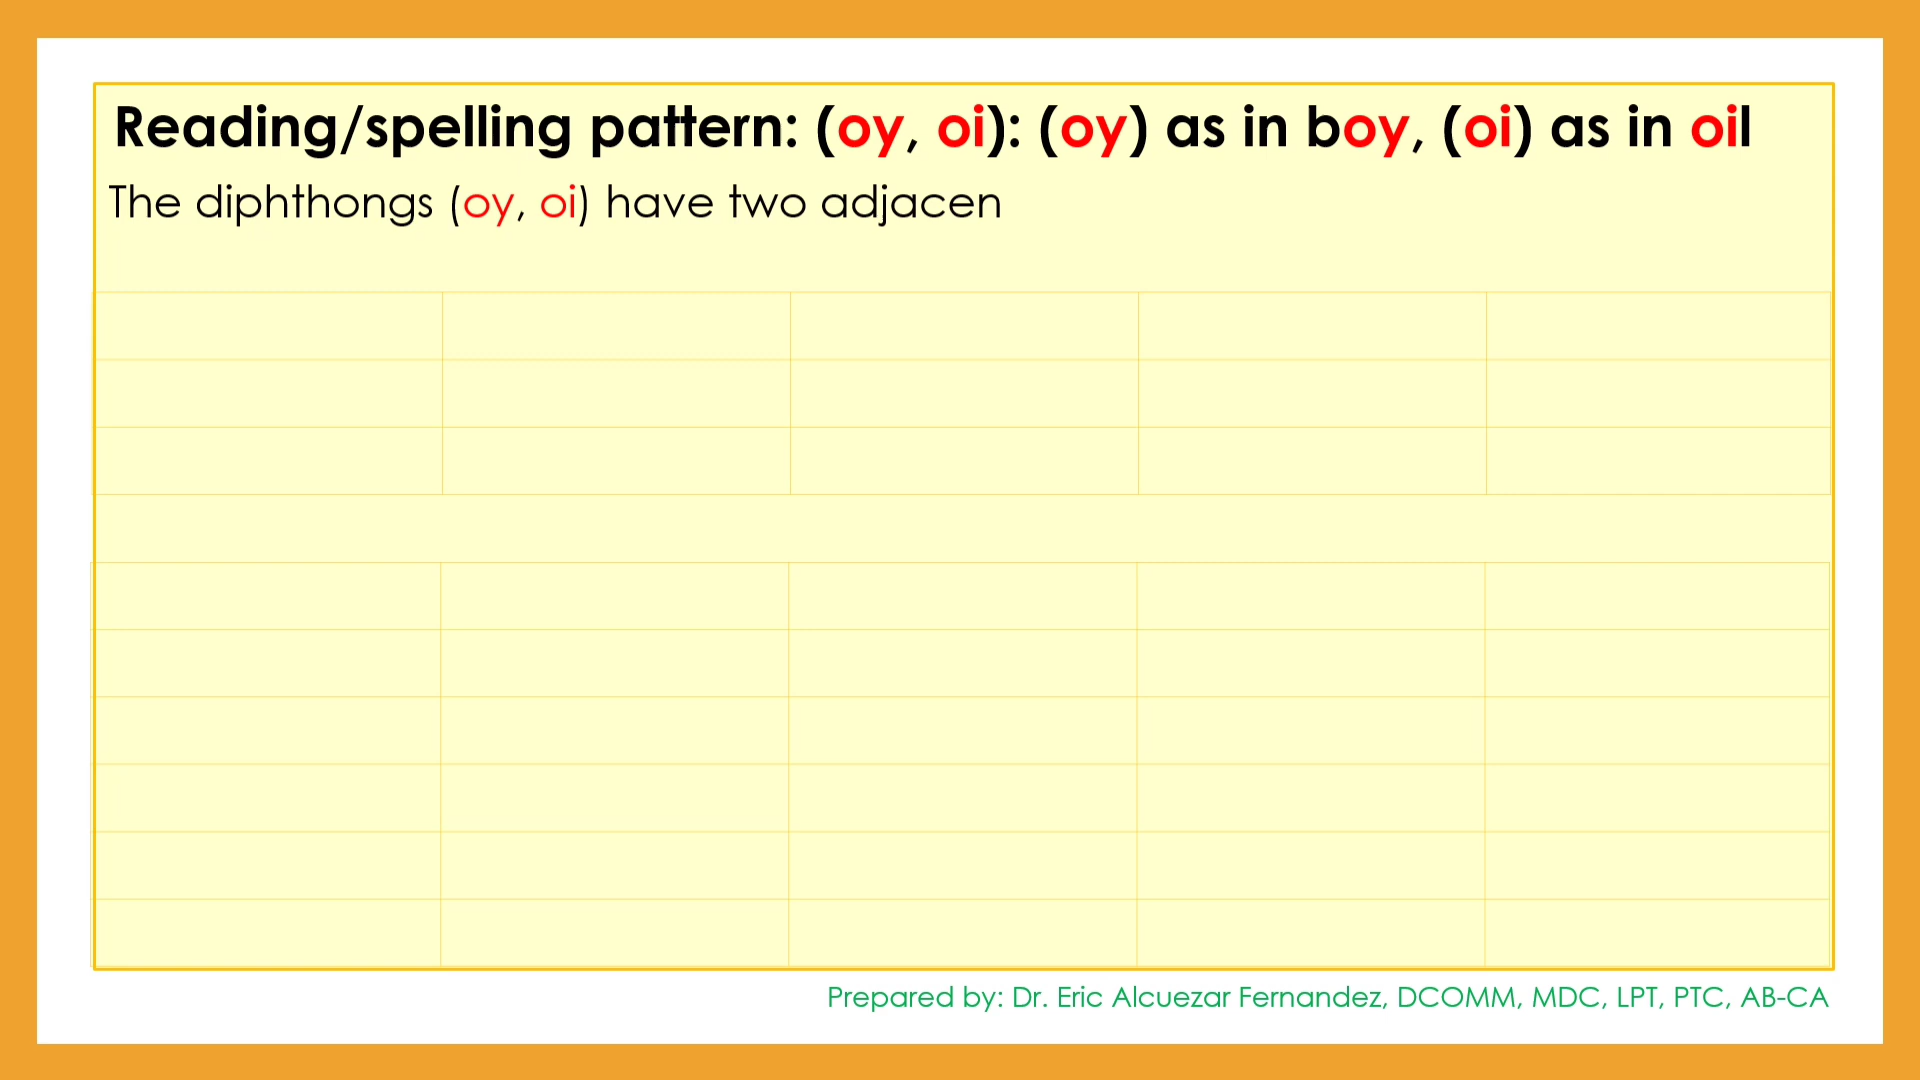 Reading/spelling pattern: (oy, oi): (oy) as in boy, (oi) as in oil
The diphthongs (oy, oi) have two adjacen
Prepared by: Dr. Eric Alcuezar Fernandez, DCOMM, MDC, LPT, PTC, AB-CA